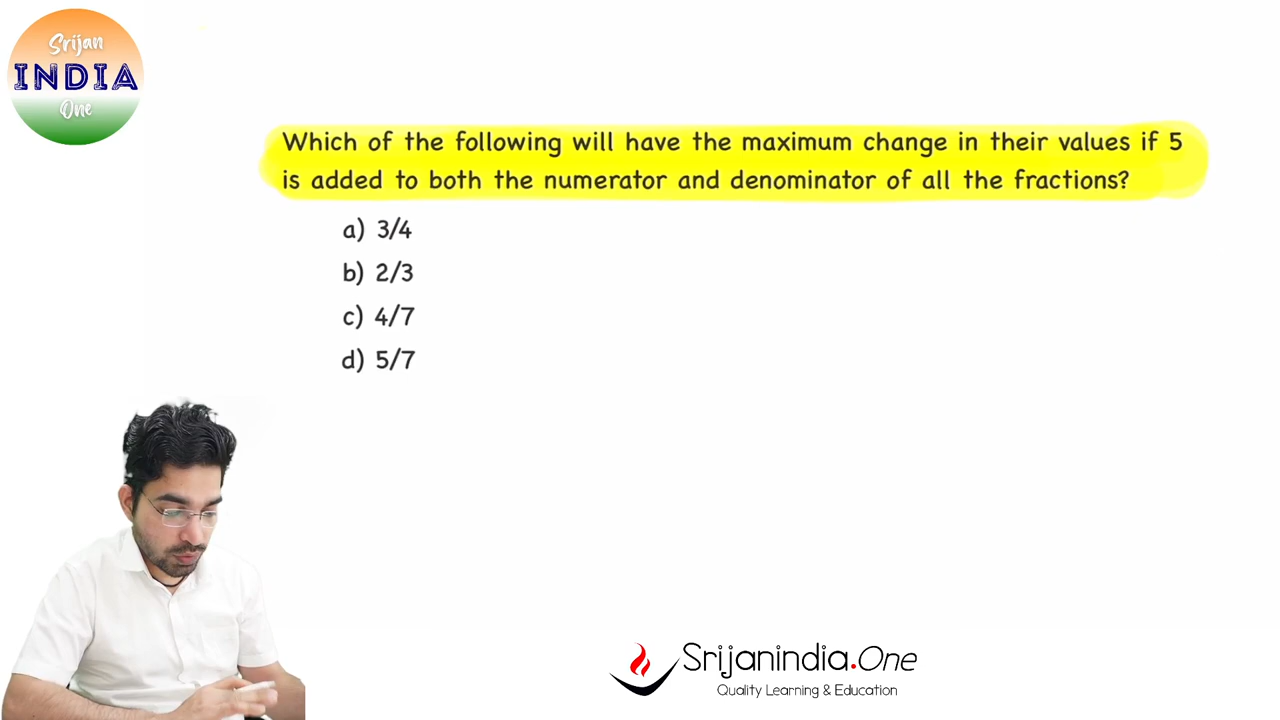 Srijan
INDIA
One
Which of the following will have the maximum change in their values if 5
is added to both the numerator and denominator of all the fractions?
a) 3/4
b) 2/3
c) 4/7
d) 5/7
Srijanindia.One
Quality Learning & Education